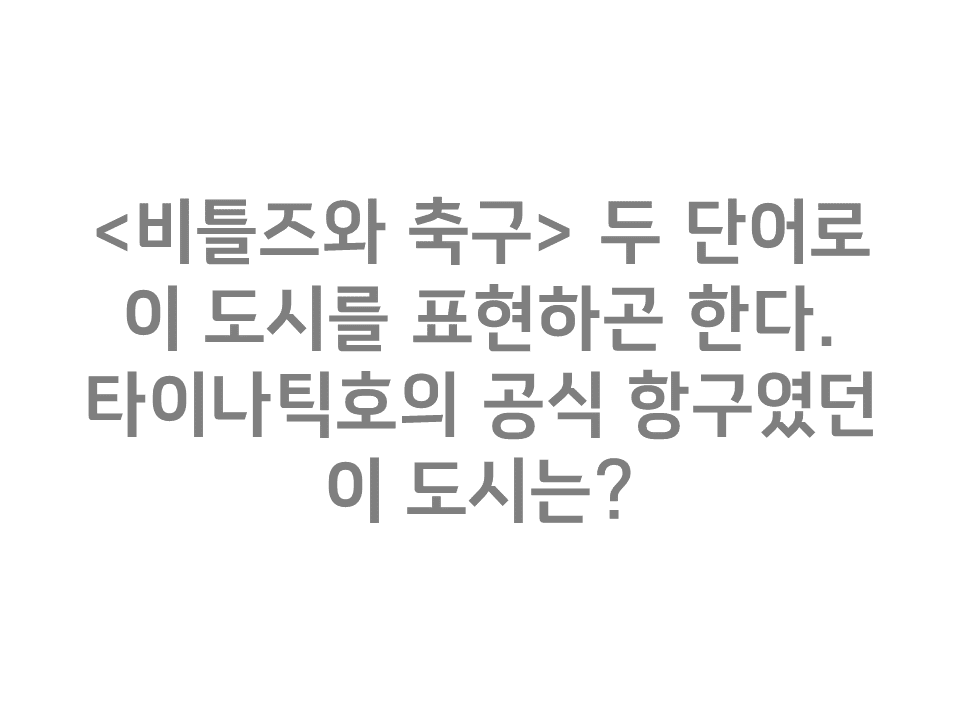 <비틀즈와 축구> 두 단어로
이 도시를 표현하곤 한다.
타이나틱호의 공식 항구였던
이 도시는?